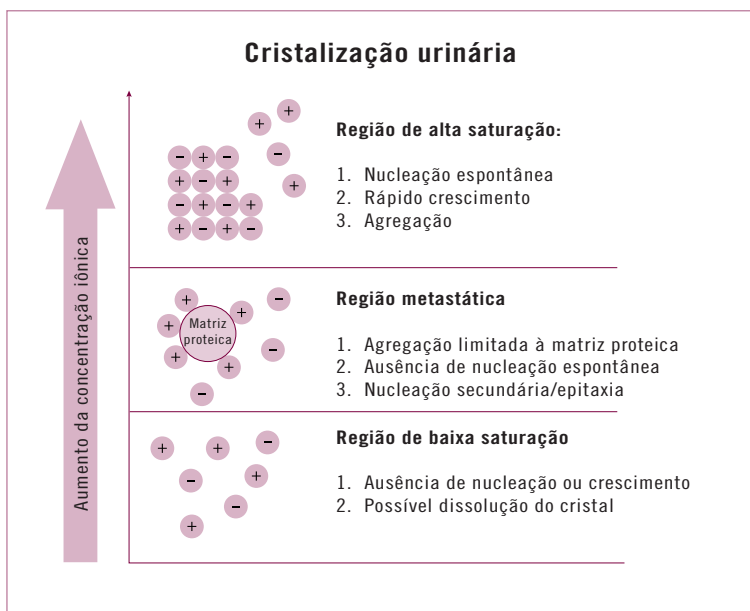 Cristalização urinária
Aumento da concentração iônica
Região de alta saturação:
1. Nucleação espontânea
2. Rápido crescimento
3. Agregação
Matriz
proteica
Região metastática
1. Agregação limitada à matriz proteica
2. Ausência de nucleação espontânea
3. Nucleação secundária/epitaxia
Região de baixa saturação
1. Ausência de nucleação ou crescimento
2. Possível dissolução do cristal